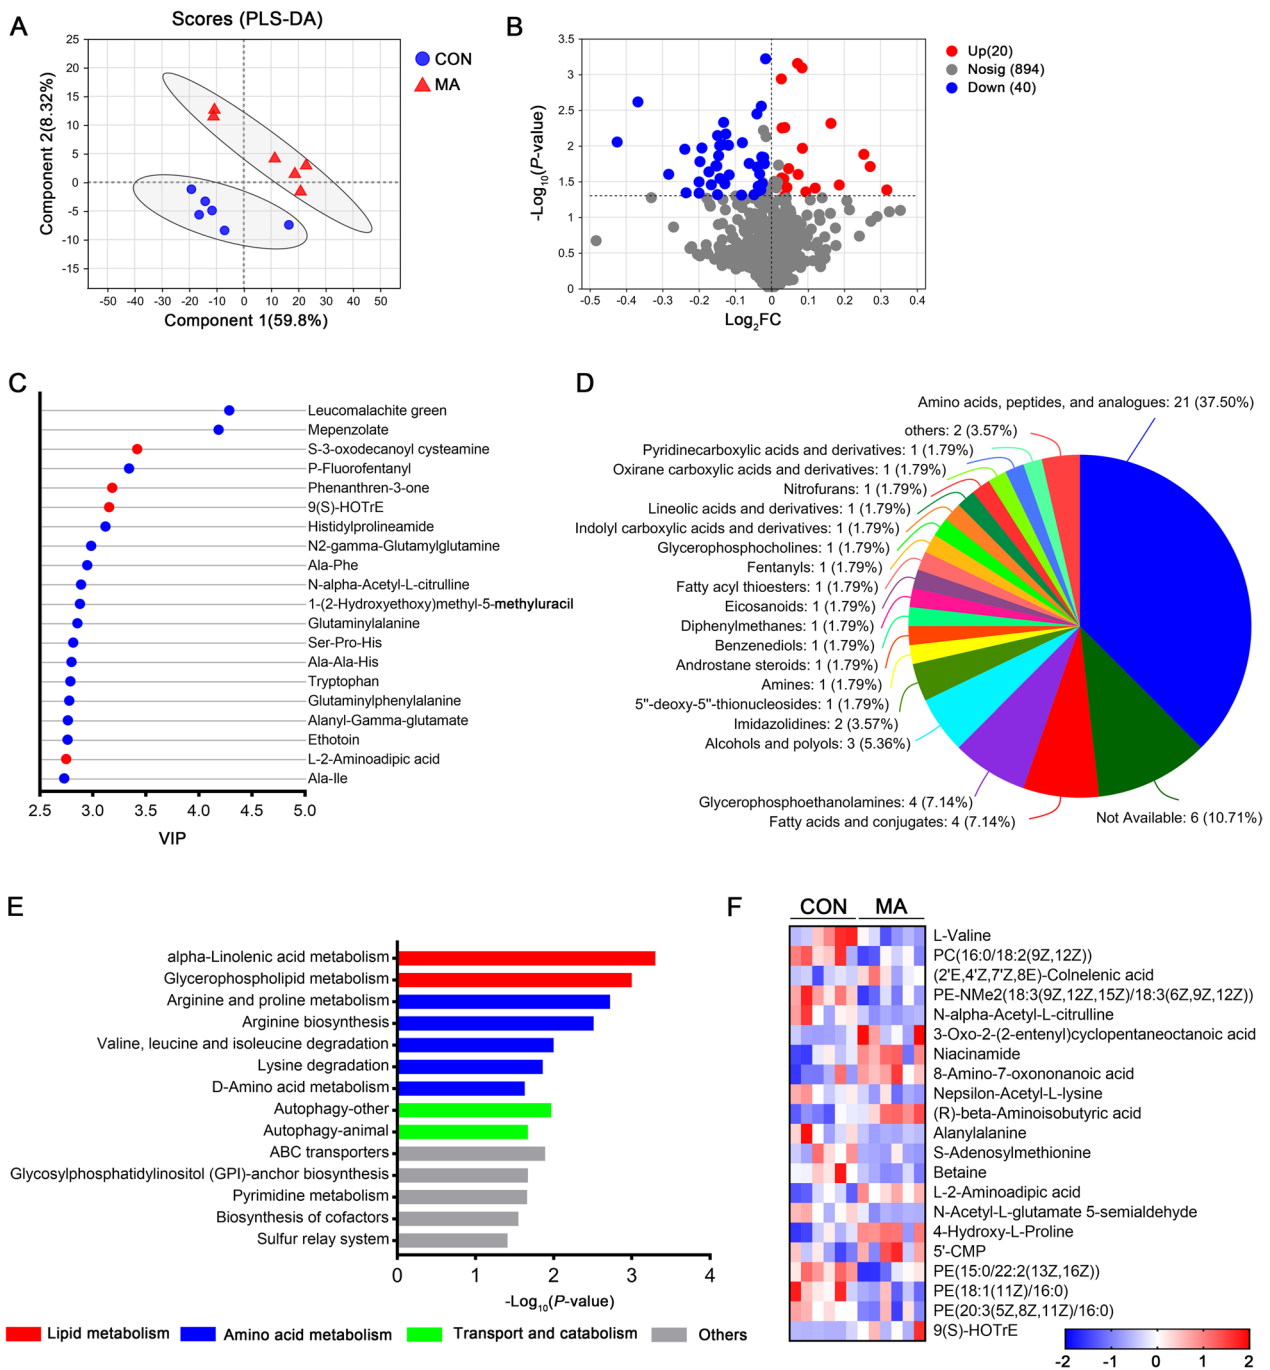 A
Scores (PLS-DA)
25
20
15
10
5
0
-5
-10
-15
-50
-40
-30
-20
-10
0
10
20
30
40
50
Component 2(8.32%)
Component 1(59.8%)
CON
MA
B
3.5
3
2.5
2
1.5
1
0.5
0
-0.5
-0.4
-0.3
-0.2
-0.1
0
0.1
0.2
0.3
0.4
-Log10(P-value)
Log2FC
Up(20)
Nosig (894)
Down (40)
C
Leucomalachite green
Mepenzolate
S-3-oxodecanoyl cysteamine
P-Fluorofentanyl
Phenanthren-3-one
9(S)-HOTrE
Histidylprolineamide
N2-gamma-Glutamylglutamine
Ala-Phe
N-alpha-Acetyl-L-citrulline
1-(2-Hydroxyethoxy)methyl-5-methyluracil
Glutaminylalanine
Ser-Pro-His
Ala-Ala-His
Tryptophan
Glutaminylphenylalanine
Alanyl-Gamma-glutamate
Ethotoin
L-2-Aminoadipic acid
Ala-Ile
2.5
3.0
3.5
4.0
4.5
5.0
VIP
D
Amino acids, peptides, and analogues: 21 (37.50%)
others: 2 (3.57%)
Pyridinecarboxylic acids and derivatives: 1 (1.79%)
Oxirane carboxylic acids and derivatives: 1 (1.79%)
Nitrofurans: 1 (1.79%)
Lineolic acids and derivatives: 1 (1.79%)
Indolyl carboxylic acids and derivatives: 1 (1.79%)
Glycerophosphocholines: 1 (1.79%)
Fentanyls: 1 (1.79%)
Fatty acyl thioesters: 1 (1.79%)
Eicosanoids: 1 (1.79%)
Diphenylmethanes: 1 (1.79%)
Benzenediols: 1 (1.79%)
Androstane steroids: 1 (1.79%)
Amines: 1 (1.79%)
5"-deoxy-5"-thionucleosides: 1 (1.79%)
Imidazolidines: 2 (3.57%)
Alcohols and polyols: 3 (5.36%)
Glycerophosphoethanolamines: 4 (7.14%)
Fatty acids and conjugates: 4 (7.14%)
Not Available: 6 (10.71%)
E
alpha-Linolenic acid metabolism
Glycerophospholipid metabolism
Arginine and proline metabolism
Arginine biosynthesis
Valine, leucine and isoleucine degradation
Lysine degradation
D-Amino acid metabolism
Autophagy-other
Autophagy-animal
ABC transporters
Glycosylphosphatidylinositol (GPI)-anchor biosynthesis
Pyrimidine metabolism
Biosynthesis of cofactors
Sulfur relay system
0
1
2
3
4
-Log10(P-value)
Lipid metabolism
Amino acid metabolism
Transport and catabolism
Others
F
CON
MA
L-Valine
PC(16:0/18:2(9Z,12Z))
(2'E,4'Z,7'Z,8E)-Colnelenic acid
PE-NMe2(18:3(9Z,12Z,15Z)/18:3(6Z,9Z,12Z))
N-alpha-Acetyl-L-citrulline
3-Oxo-2-(2-entenyl)cyclopentaneoctanoic acid
Niacinamide
8-Amino-7-oxononanoic acid
Nepsilon-Acetyl-L-lysine
(R)-beta-Aminoisobutyric acid
Alanylalanine
S-Adenosylmethionine
Betaine
L-2-Aminoadipic acid
N-Acetyl-L-glutamate 5-semialdehyde
4-Hydroxy-L-Proline
5'-CMP
PE(15:0/22:2(13Z,16Z))
PE(18:1(11Z)/16:0)
PE(20:3(5Z,8Z,11Z)/16:0)
9(S)-HOTrE
-2
-1
0
1
2